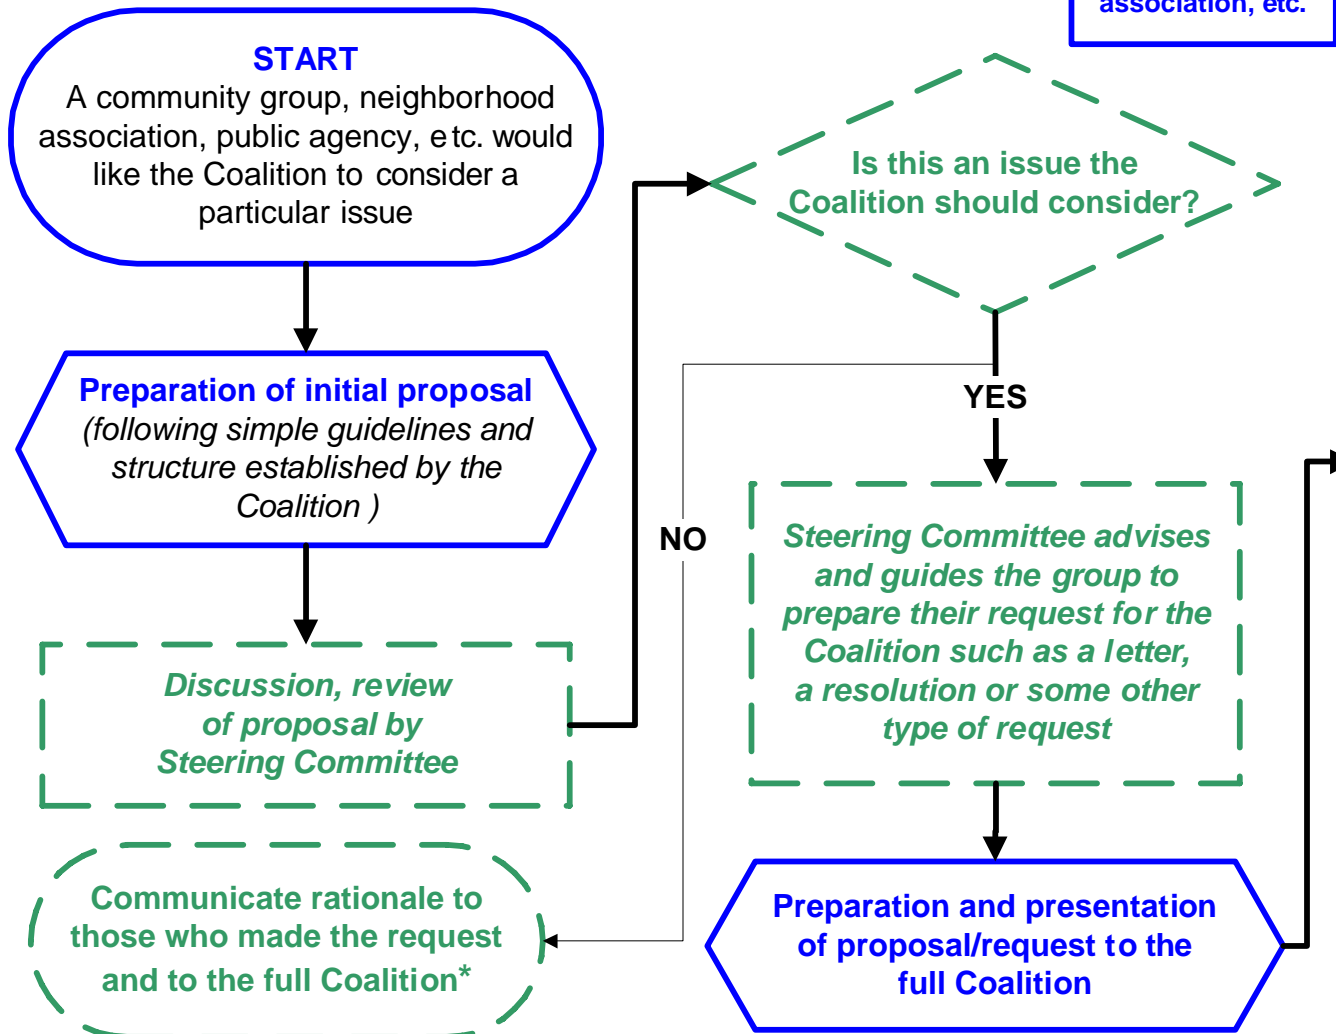 association, etc.
START
A community group, neighborhood
association, public agency, etc. would
like the Coalition to consider a
particular issue
Is this an issue the
Coalition should consider?
Preparation of initial proposal
(following simple guidelines and
structure established by the
Coalition )
YES
NO
Steering Committee advises
and guides the group to
prepare their request for the
Coalition such as a letter,
a resolution or some other
type of request
Discussion, review
of proposal by
Steering Committee
Communicate rationale to
those who made the request
and to the full Coalition*
Preparation and presentation
of proposal/request to the
full Coalition